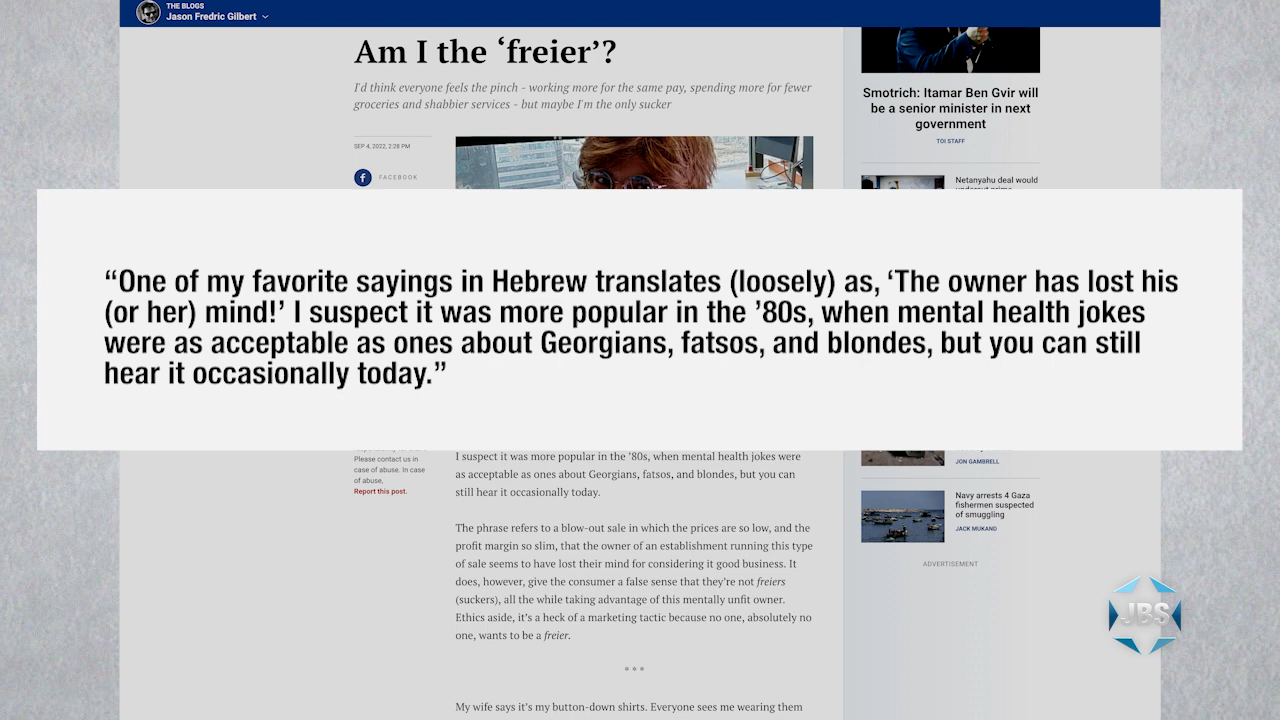 THE BLOGS
Jason Fredric Gilbert
Am I the ‘freier’?
I'd think everyone feels the pinch - working more for the same pay, spending more for fewer
groceries and shabbier services - but maybe I'm the only sucker
SEP 4, 2022, 2:28 PM
FACEBOOK
Smotrich: Itamar Ben Gvir will
be a senior minister in next
government
TOI STAFF
Netanyahu deal would
“One of my favorite sayings in Hebrew translates (loosely) as, ‘The owner has lost his
(or her) mind!’ I suspect it was more popular in the ’80s, when mental health jokes
were as acceptable as ones about Georgians, fatsos, and blondes, but you can still
hear it occasionally today.”
Please contact us in
case of abuse. In case
of abuse,
Report this post.
I suspect it was more popular in the ’80s, when mental health jokes were
as acceptable as ones about Georgians, fatsos, and blondes, but you can
still hear it occasionally today.
The phrase refers to a blow-out sale in which the prices are so low, and the
profit margin so slim, that the owner of an establishment running this type
of sale seems to have lost their mind for considering it good business. It
does, however, give the consumer a false sense that they’re not freiers
(suckers), all the while taking advantage of this mentally unfit owner.
Ethics aside, it’s a heck of a marketing tactic because no one, absolutely no
one, wants to be a freier.
* * *
My wife says it’s my button-down shirts. Everyone sees me wearing them
JON GAMBRELL
Navy arrests 4 Gaza
fishermen suspected
of smuggling
JACK MUKAND
ADVERTISEMENT
JBS